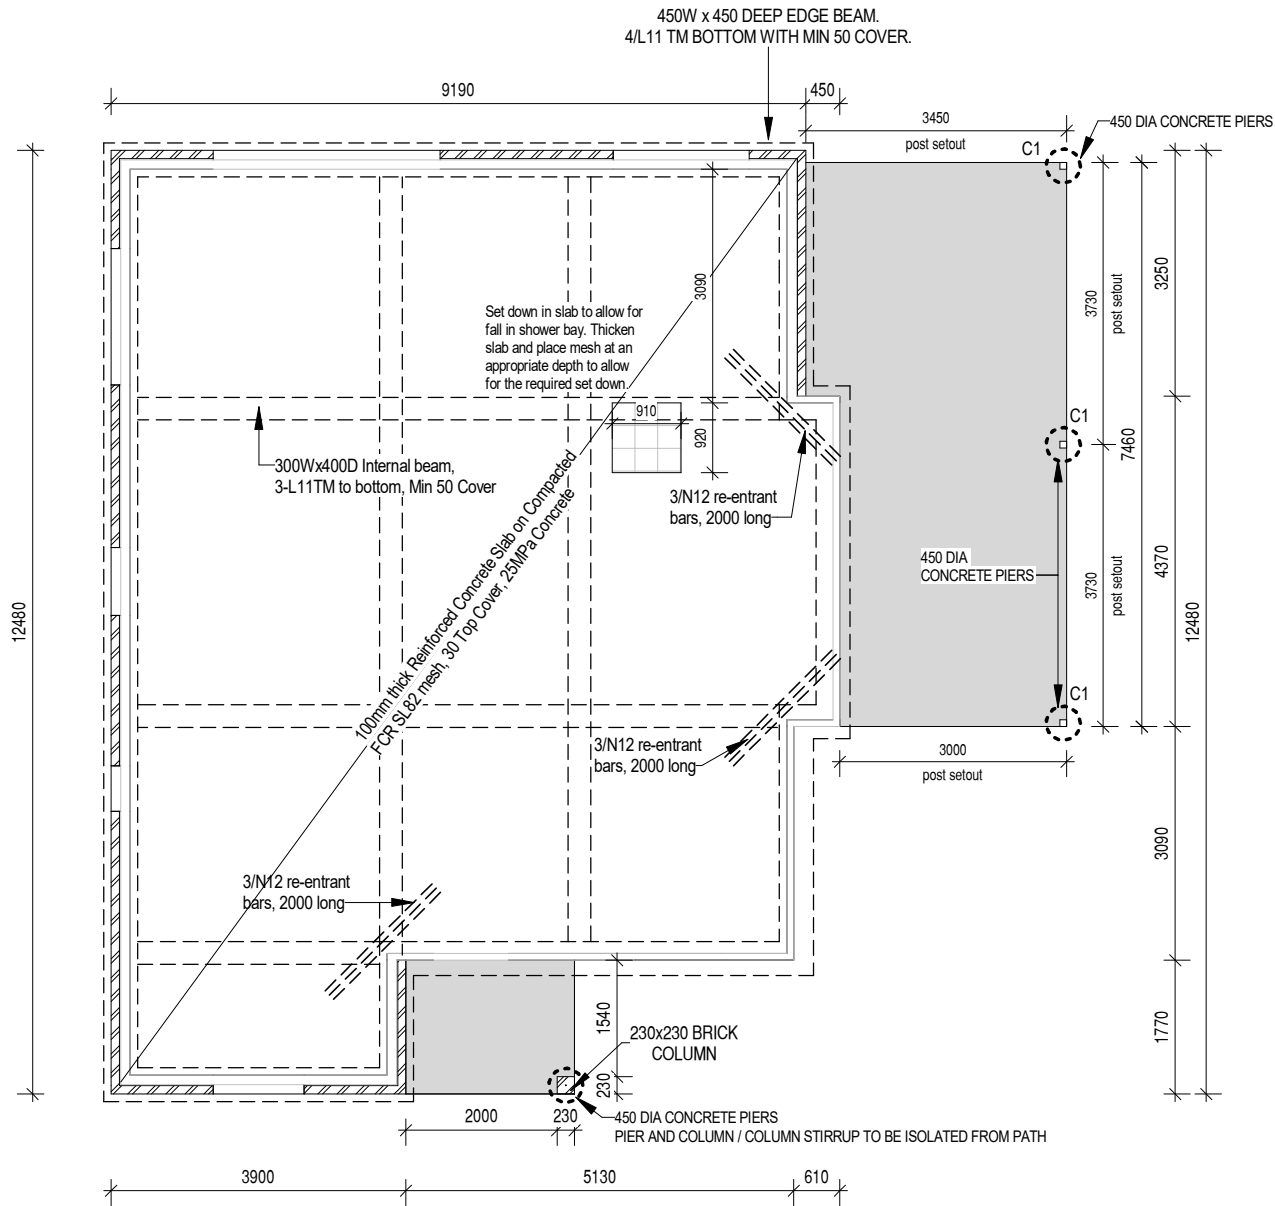 450W x 450 DEEP EDGE BEAM.
4/L11 TM BOTTOM WITH MIN 50 COVER.
9190
450
3450
post setout
450 DIA CONCRETE PIERS
C1
3090
3250
3730
post setout
Set down in slab to allow for
fall in shower bay. Thicken
slab and place mesh at an
appropriate depth to allow
for the required set down.
910
920
C1
7460
300Wx400D Internal beam,
3-L11TM to bottom, Min 50 Cover
3/N12 re-entrant
bars, 2000 long
100mm thick Reinforced Concrete Slab on Compacted
FCR SL82 mesh, 30 Top Cover, 25MPa Concrete
450 DIA
CONCRETE PIERS
3730
post setout
4370
12480
12480
C1
3/N12 re-entrant
bars, 2000 long
3000
post setout
3090
3/N12 re-entrant
bars, 2000 long
1540
230x230 BRICK
COLUMN
1770
230
2000
230
450 DIA CONCRETE PIERS
PIER AND COLUMN / COLUMN STIRRUP TO BE ISOLATED FROM PATH
3900
5130
610